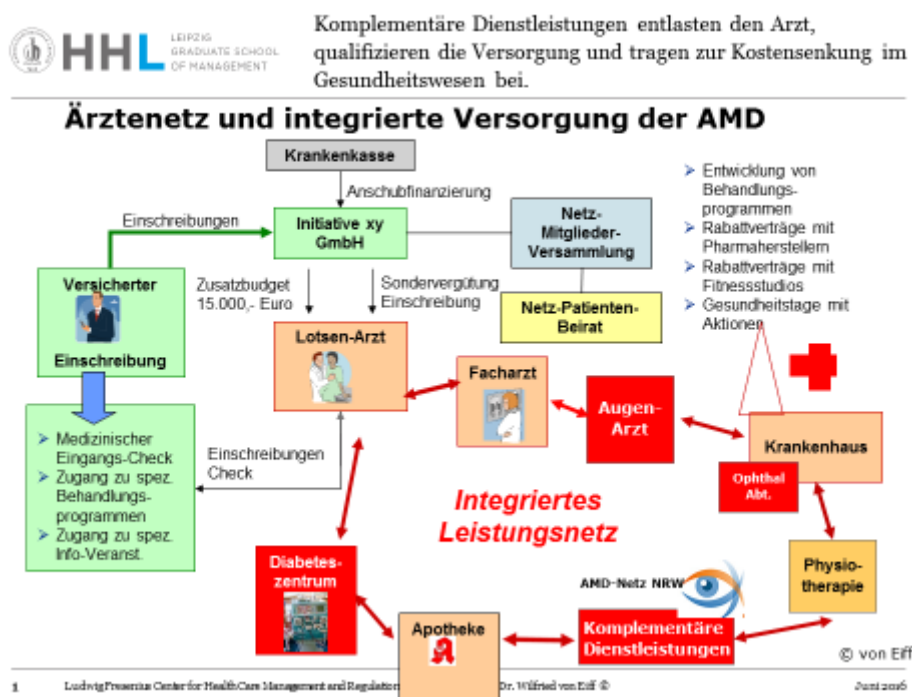 HHL
LEIPZIG
GRADUATE SCHOOL
OF MANAGEMENT
Komplementäre Dienstleistungen entlasten den Arzt,
qualifizieren die Versorgung und tragen zur Kostensenkung im
Gesundheitswesen bei.
Ärztenetz und integrierte Versorgung der AMD
Krankenkasse
Anschubfinanzierung
Einschreibungen
Initiative xy
GmbH
Netz-
Mitglieder-
Versammlung
➢ Entwicklung von
Behandlungs-
programmen
➢ Rabattverträge mit
Pharmaherstellern
➢ Rabattverträge mit
Fitnessstudios
➢ Gesundheitstage mit
Aktionen
Versicherter
Einschreibung
Zusatzbudget
15.000,- Euro
Sondervergütung
Einschreibung
Netz-Patienten-
Beirat
Lotsen-Arzt
Facharzt
Augen-
Arzt
Krankenhaus
Ophthal
Abt.
➢ Medizinischer
Eingangs-Check
➢ Zugang zu spez.
Behandlungs-
programmen
➢ Zugang zu spez.
Info-Veranst.
Einschreibungen
Check
Integriertes
Leistungsnetz
Diabetes-
zentrum
Apotheke
AMD-Netz NRW
Komplementäre
Dienstleistungen
Physio-
therapie
© von Eiff
1
Ludwig Fresenius Center for Health Care Management and Regulation
Dr. Wilfried von Eiff ©
Juni 2016